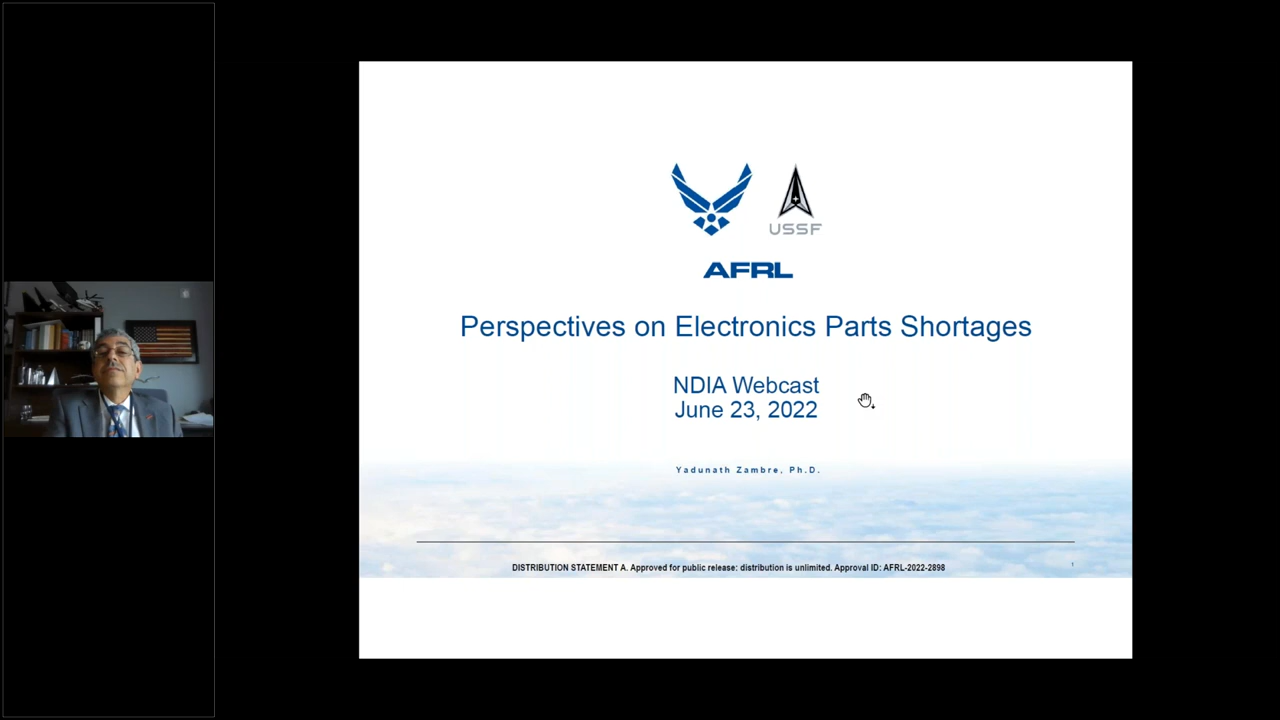 USSF
AFRL
Perspectives on Electronics Parts Shortages
NDIA Webcast
June 23, 2022
Yadunath Zambre, Ph.D.
DISTRIBUTION STATEMENT A. Approved for public release: distribution is unlimited. Approval ID: AFRL-2022-2898
1